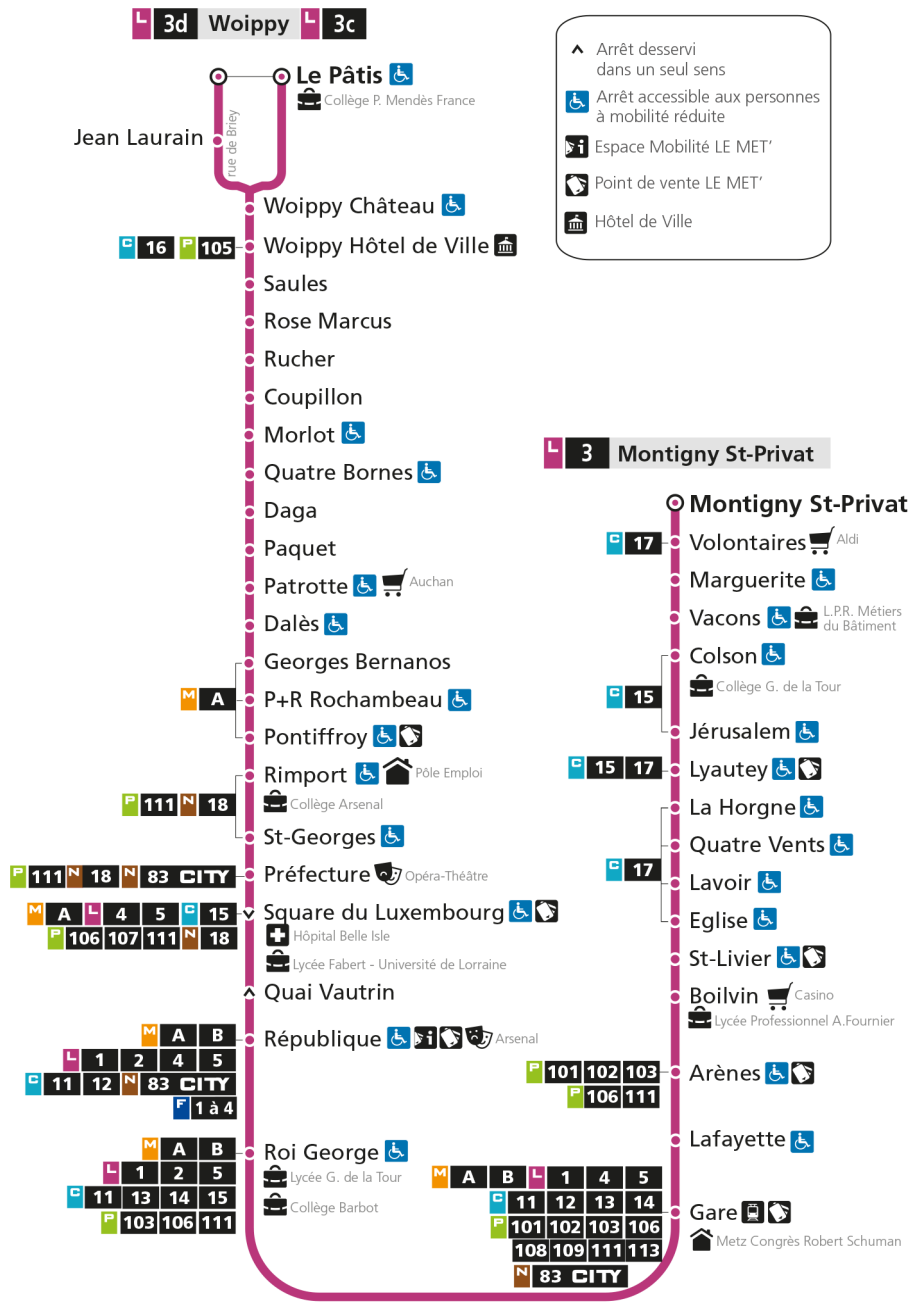 L 3d Woippy L 3c
Le Pâtis
Collège P. Mendès France
rue de Briey
Jean Laurain
Woippy Château
C 16 P 105 Woippy Hôtel de Ville
Saules
Rose Marcus
Rucher
Coupillon
Morlot
Quatre Bornes
Daga
Paquet
Patrotte Auchan
Dalès
Georges Bernanos
M A P+R Rochambeau
Pontiffroy
Rimport Pôle Emploi
P 111 N 18 Collège Arsenal
St-Georges
P 111 N 18 N 83 CITY Préfecture Opéra-Théâtre
M A L 4 5 C 15 Square du Luxembourg
P 106 107 111 N 18 Hôpital Belle Isle
Lycée Fabert - Université de Lorraine
Quai Vautrin
M A B
République i Arsenal
L 1 2 4 5
C 11 12 N 83 CITY
F 1 à 4
M A B
Roi George
L 1 2 5 Lycée G. de la Tour
C 11 13 14 15 Collège Barbot
P 103 106 111
Arrêt desservi
dans un seul sens
Arrêt accessible aux personnes
à mobilité réduite
i Espace Mobilité LE MET’
Point de vente LE MET’
Hôtel de Ville
L 3 Montigny St-Privat
Montigny St-Privat
C 17 Volontaires Aldi
Marguerite
Vacons L.P.R. Métiers
du Bâtiment
Colson
C 15 Collège G. de la Tour
Jérusalem
C 15 17 Lyautey
La Horgne
Quatre Vents
C 17
Lavoir
Eglise
St-Livier
Boilvin Casino
Lycée Professionnel A.Fournier
P 101 102 103 Arènes
P 106 111
Lafayette
M A B L 1 4 5
C 11 12 13 14 Gare
P 101 102 103 106 Metz Congrès Robert Schuman
108 109 111 113
N 83 CITY